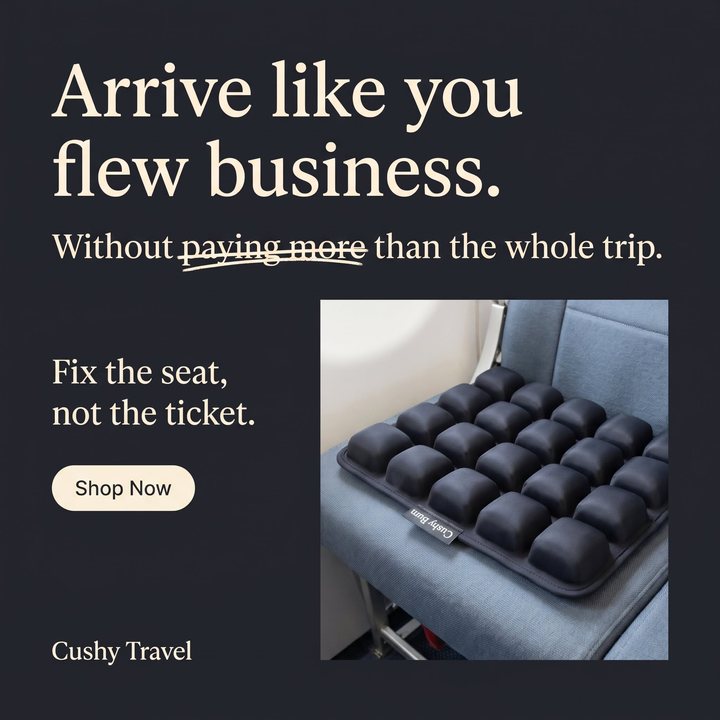 Arrive like you
flew business.
Without paying more than the whole trip.
Fix the seat,
not the ticket.
Shop Now
Cushy Bum
Cushy Travel